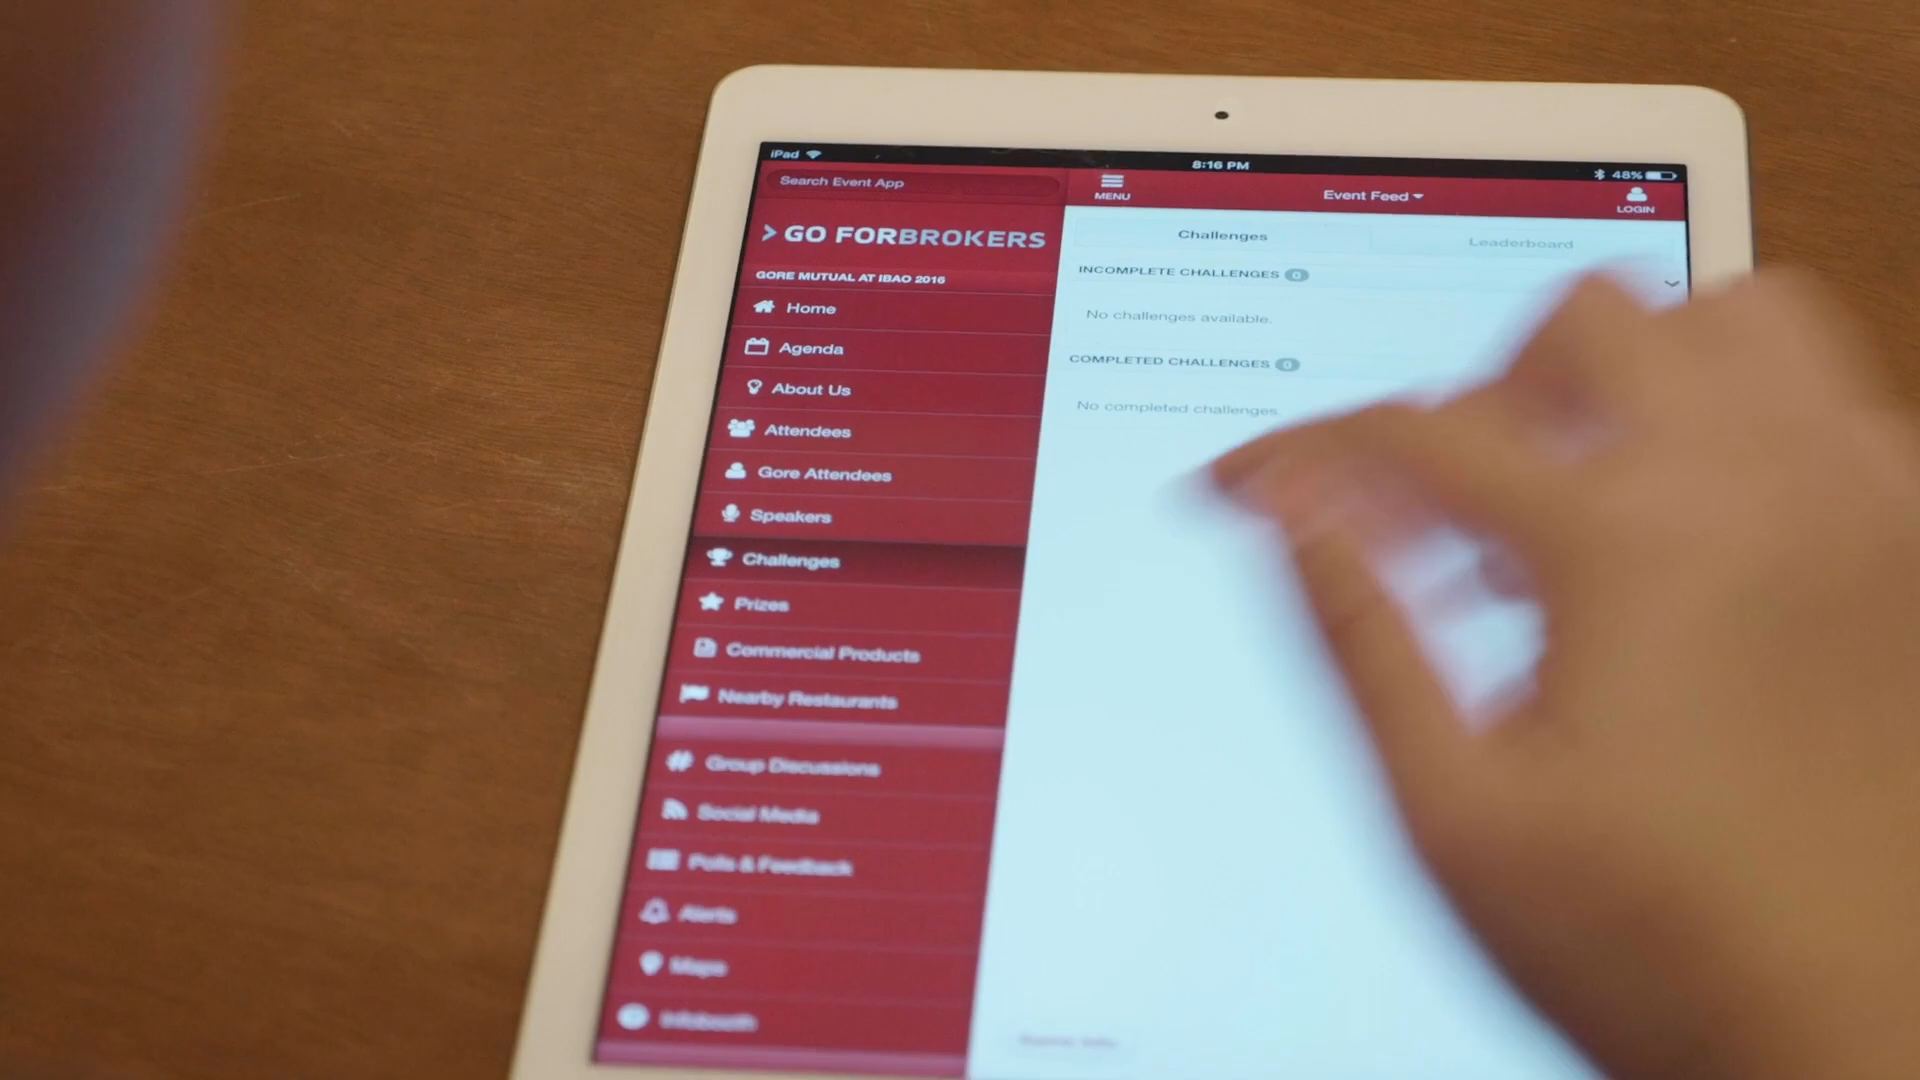 iPad
8:16 PM
48%
Search Event App
MENU
Event Feed
LOGIN
> GO FORBROKERS
GORE MUTUAL AT IBAO 2016
Home
Agenda
About Us
Attendees
Gore Attendees
Speakers
Challenges
Prizes
Commercial Products
Nearby Restaurants
# Group Discussions
Social Media
Polls & Feedback
Alerts
Maps
Infobooth
Challenges
Leaderboard
INCOMPLETE CHALLENGES 0
No challenges available.
COMPLETED CHALLENGES 0
No completed challenges.